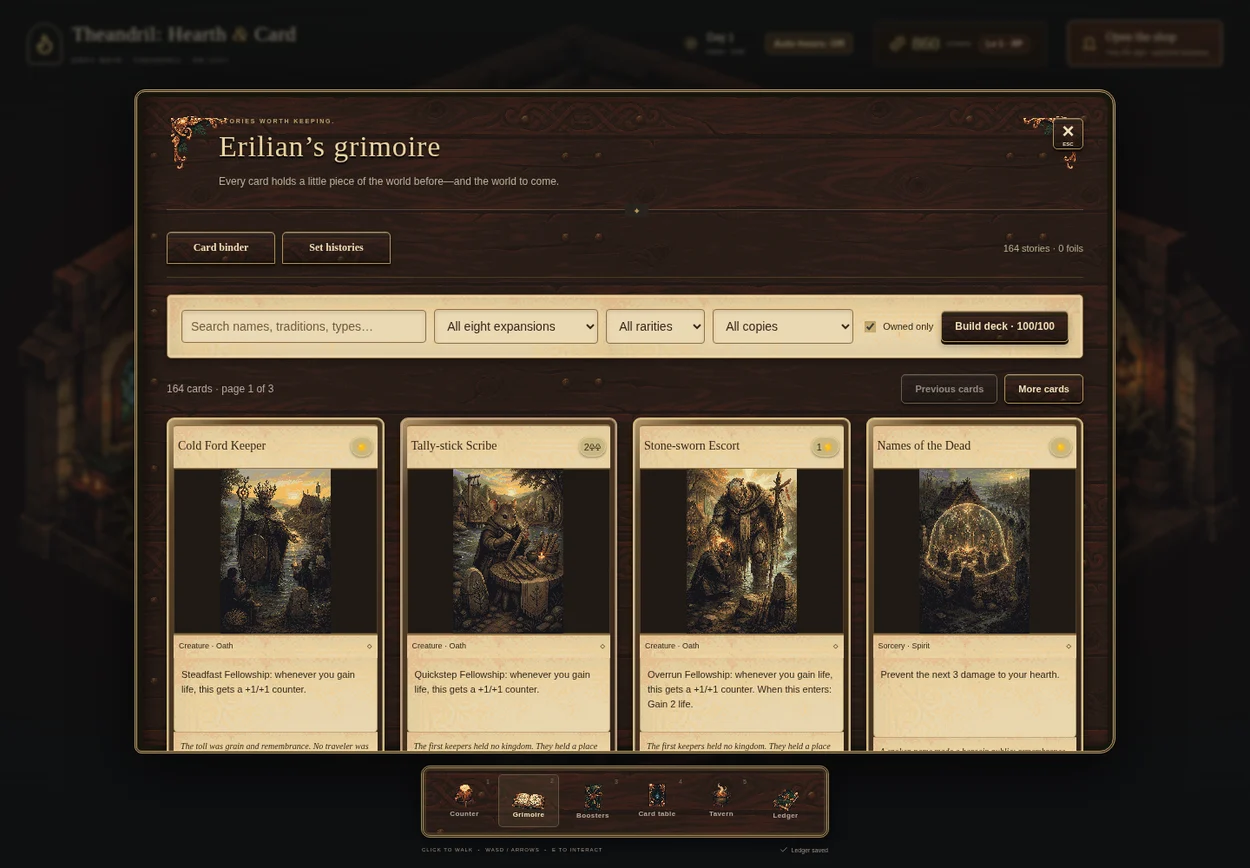 Theandril: Hearth & Card
Day 1
Open the shop
STORIES WORTH KEEPING.
Erilian’s grimoire
Every card holds a little piece of the world before—and the world to come.
ESC
Card binder
Set histories
164 stories · 0 foils
Search names, traditions, types…
All eight expansions
All rarities
All copies
Owned only
Build deck · 100/100
164 cards · page 1 of 3
Previous cards
More cards
Cold Ford Keeper
Tally-stick Scribe
2
Stone-sworn Escort
1
Names of the Dead
Creature · Oath
Creature · Oath
Creature · Oath
Sorcery · Spirit
Steadfast Fellowship: whenever you gain
life, this gets a +1/+1 counter.
Quickstep Fellowship: whenever you gain
life, this gets a +1/+1 counter.
Overrun Fellowship: whenever you gain life,
this gets a +1/+1 counter. When this enters:
Gain 2 life.
Prevent the next 3 damage to your hearth.
The toll was grain and remembrance. No traveler was
The first keepers held no kingdom. They held a place
The first keepers held no kingdom. They held a place
1
Counter
2
Grimoire
3
Boosters
4
Card table
5
Tavern
Ledger
CLICK TO WALK – WASD / ARROWS – E TO INTERACT
Ledger saved